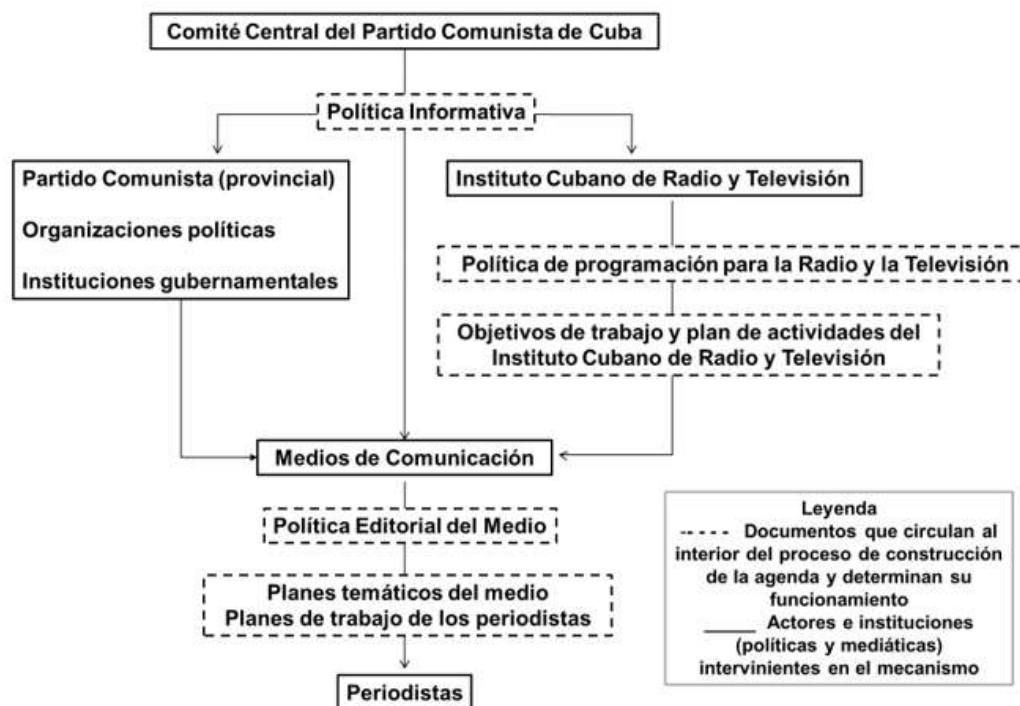 Comité Central del Partido Comunista de Cuba
Política Informativa
Partido Comunista (provincial)
Organizaciones políticas
Instituciones gubernamentales
Instituto Cubano de Radio y Televisión
Política de programación para la Radio y la Televisión
Objetivos de trabajo y plan de actividades del
Instituto Cubano de Radio y Televisión
Medios de Comunicación
Política Editorial del Medio
Planes temáticos del medio
Planes de trabajo de los periodistas
Periodistas
Leyenda
Documentos que circulan al
interior del proceso de construcción
de la agenda y determinan su
funcionamiento
Actores e instituciones
(políticas y mediáticas)
intervinientes en el mecanismo